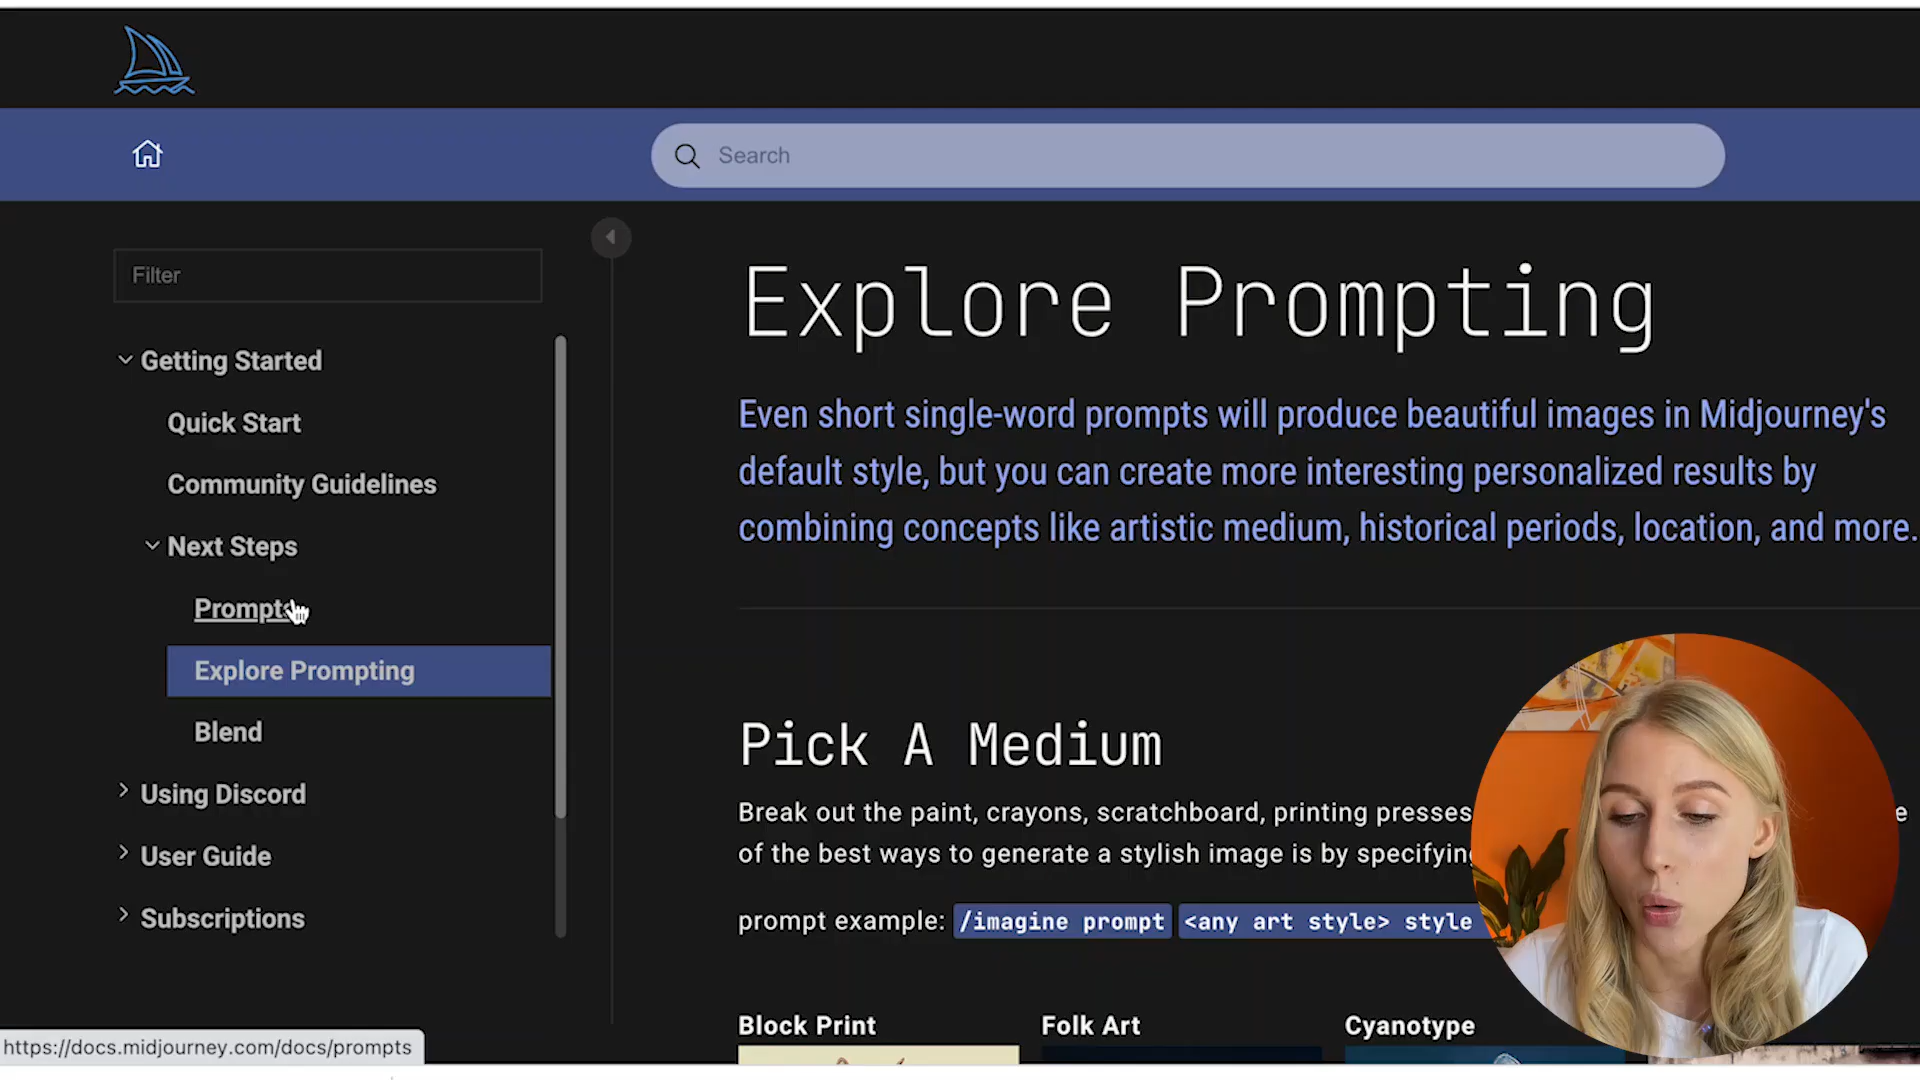 Search
Filter
Getting Started
Quick Start
Community Guidelines
Next Steps
Prompts
Explore Prompting
Blend
Using Discord
User Guide
Subscriptions
Explore Prompting
Even short single-word prompts will produce beautiful images in Midjourney's
default style, but you can create more interesting personalized results by
combining concepts like artistic medium, historical periods, location, and more.
Pick A Medium
Break out the paint, crayons, scratchboard, printing presses
of the best ways to generate a stylish image is by specifying
prompt example: /imagine prompt <any art style> style
Block Print
Folk Art
Cyanotype
https://docs.midjourney.com/docs/prompts